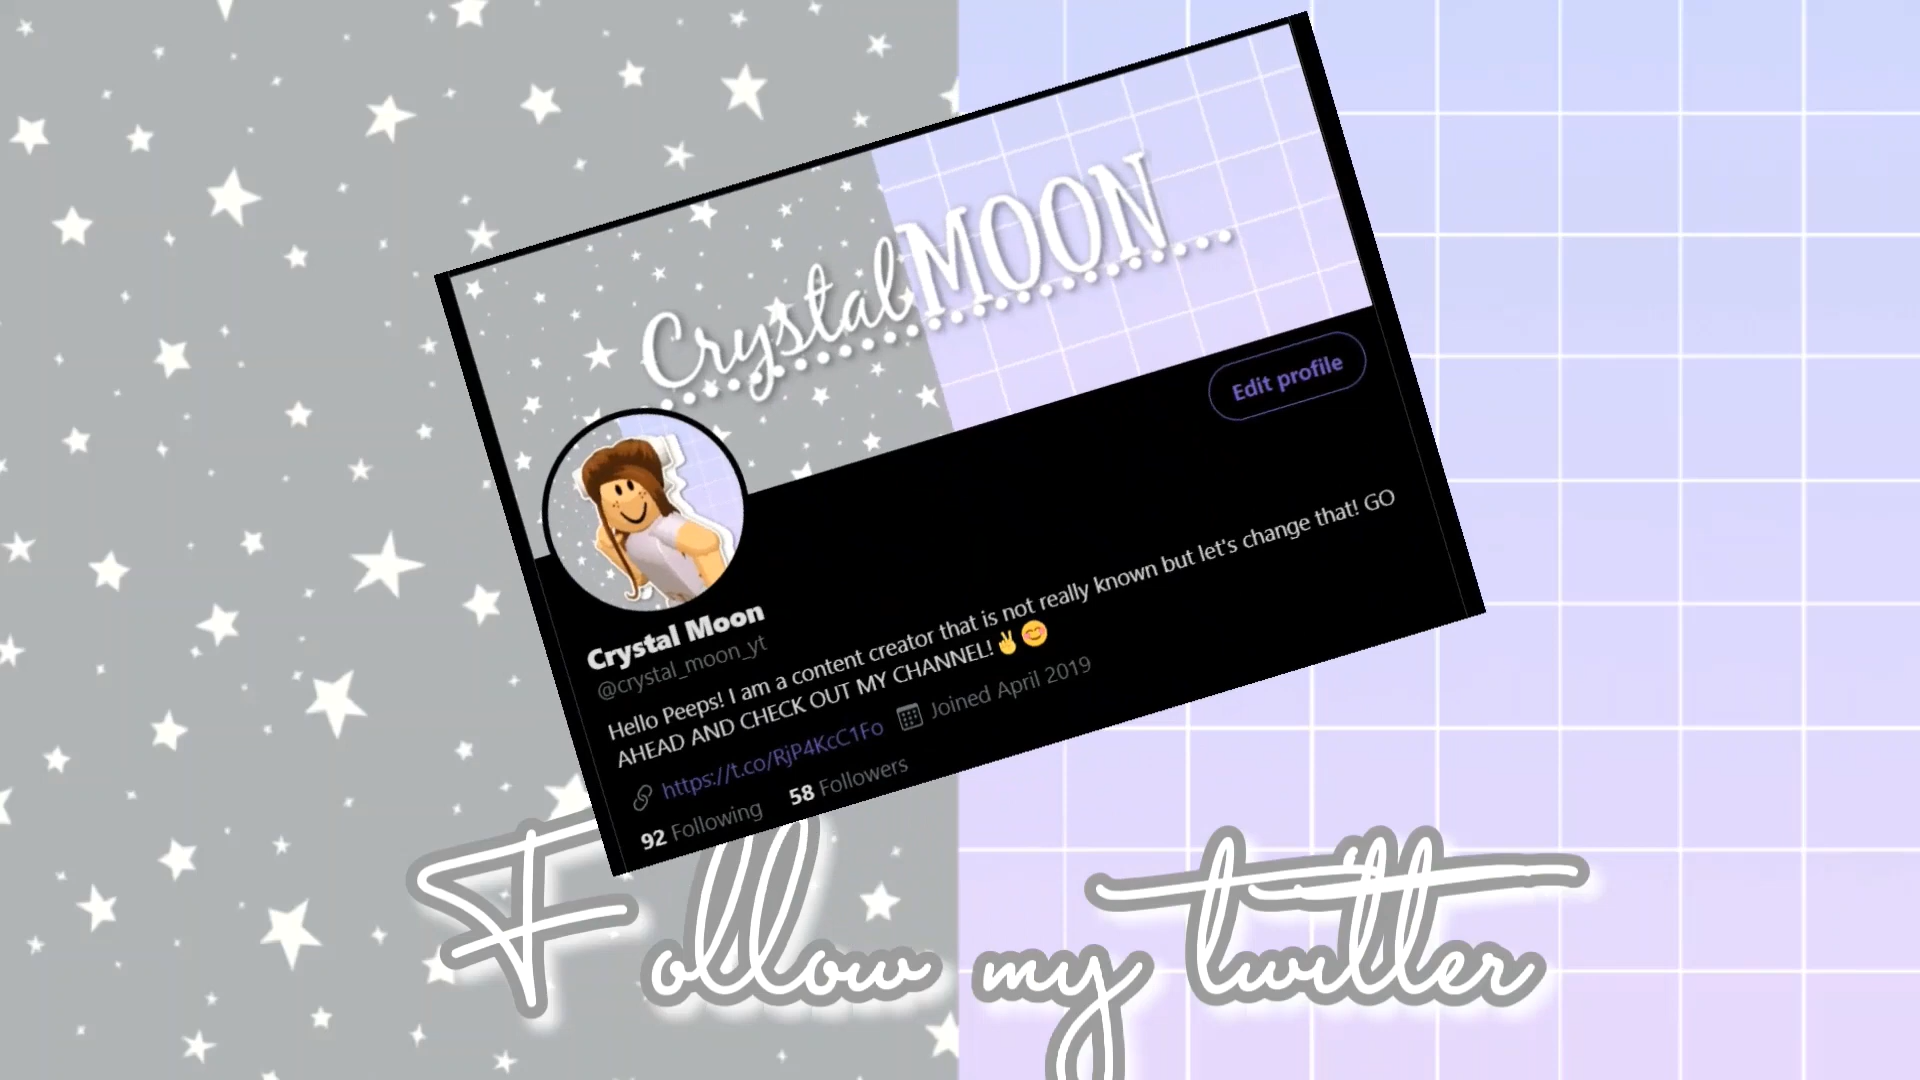 Crystal MOON
Edit profile
Crystal Moon
@crystal_moon_yt
Hello Peeps! I am a content creator that is not really known but let's change that! GO
AHEAD AND CHECK OUT MY CHANNEL!✌😊
https://t.co/RjP4KcC1Fo Joined April 2019
92 Following 58 Followers
Follow my twitter